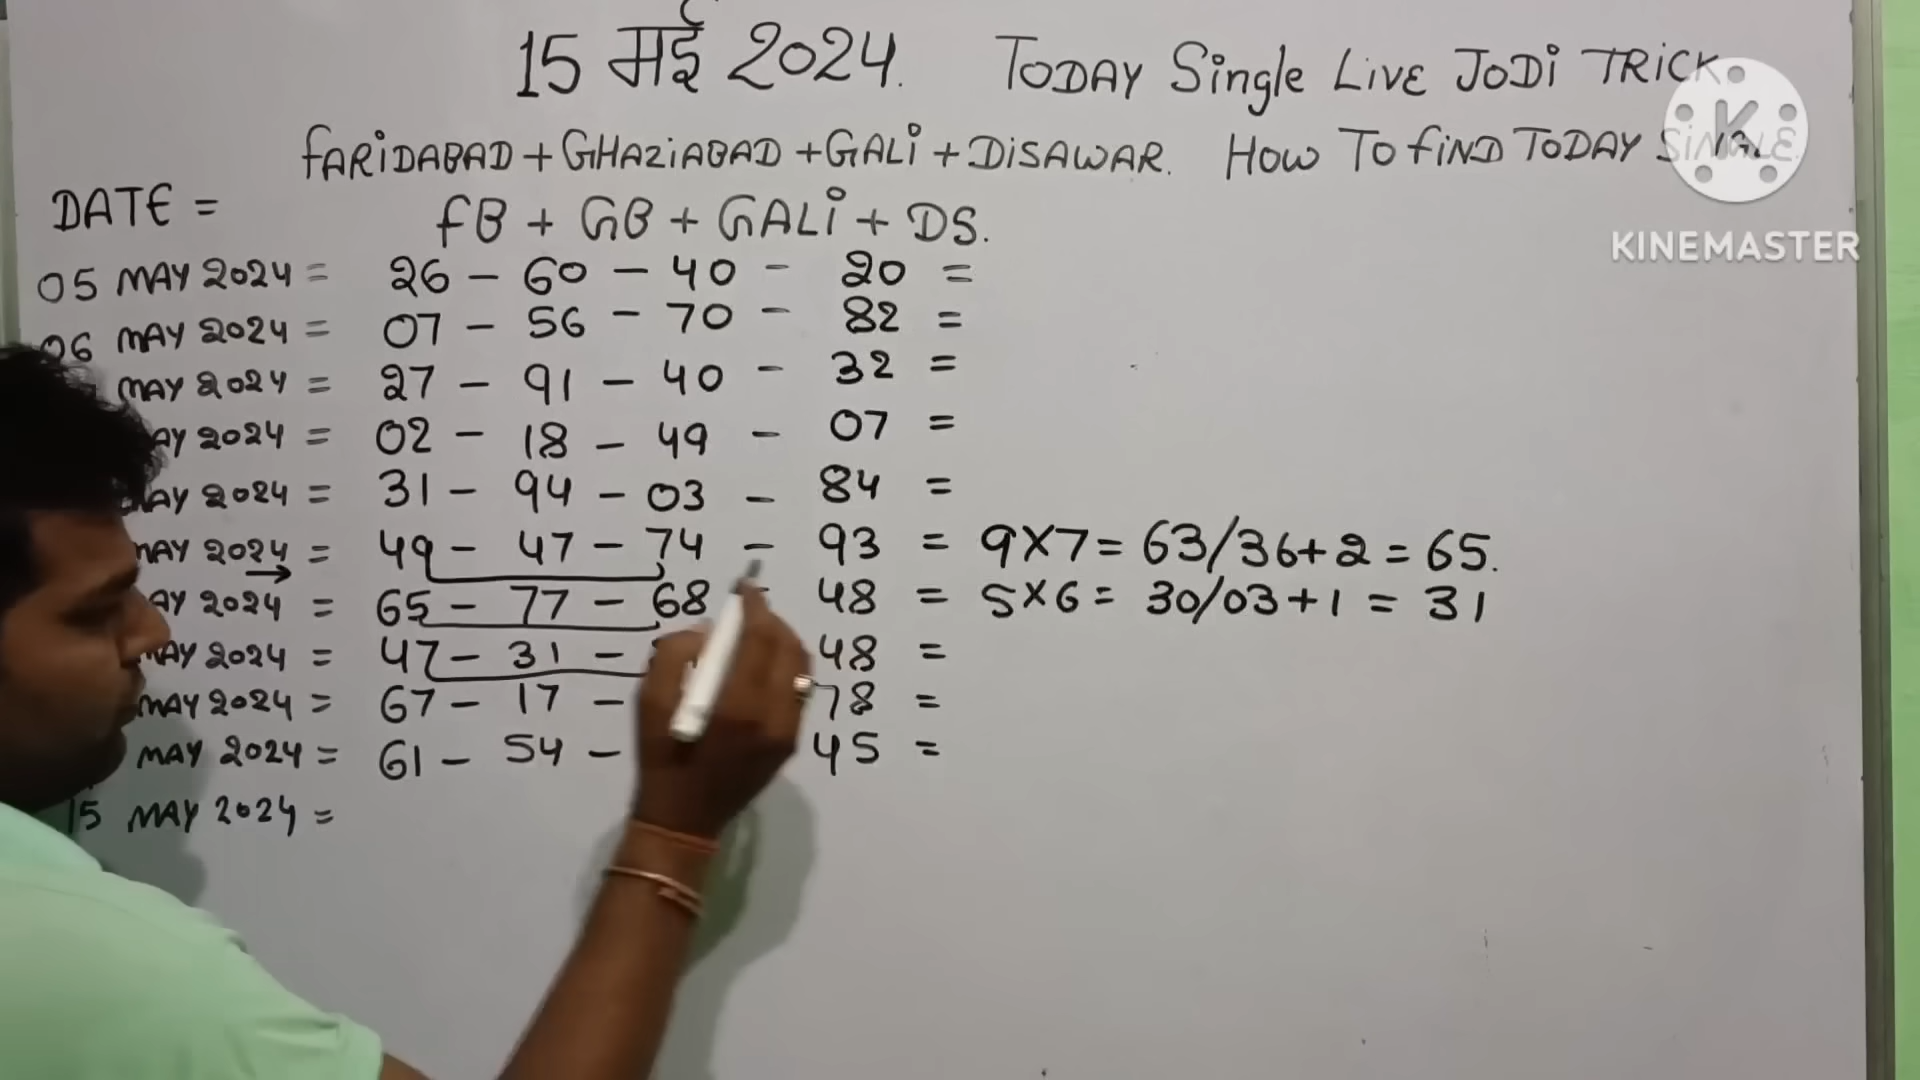 15 मई 2024. TODAY Single LIVE JODI TRICK
FARIDABAD + GHAZIABAD + GALI + DISAWAR. HOW TO FIND TODAY SINGLE
DATE = FB + GB + GALI + DS.
KINEMASTER
05 MAY 2024 = 26 - 60 - 40 - 20 =
06 MAY 2024 = 07 - 56 - 70 - 82 =
MAY 2024 = 27 - 91 - 40 - 32 =
AY 2024 = 02 - 18 - 49 - 07 =
AY 2024 = 31 - 94 - 03 - 84 =
MAY 2024 = 49 - 47 - 74 - 93 = 9X7 = 63/36+2 = 65.
AY 2024 = 65 - 77 - 68 - 48 = 5X6 = 30/03+1 = 31
MAY 2024 = 47 - 31 - 48 =
MAY 2024 = 67 - 17 - 78 =
MAY 2024 = 61 - 54 - 45 =
15 MAY 2024 =